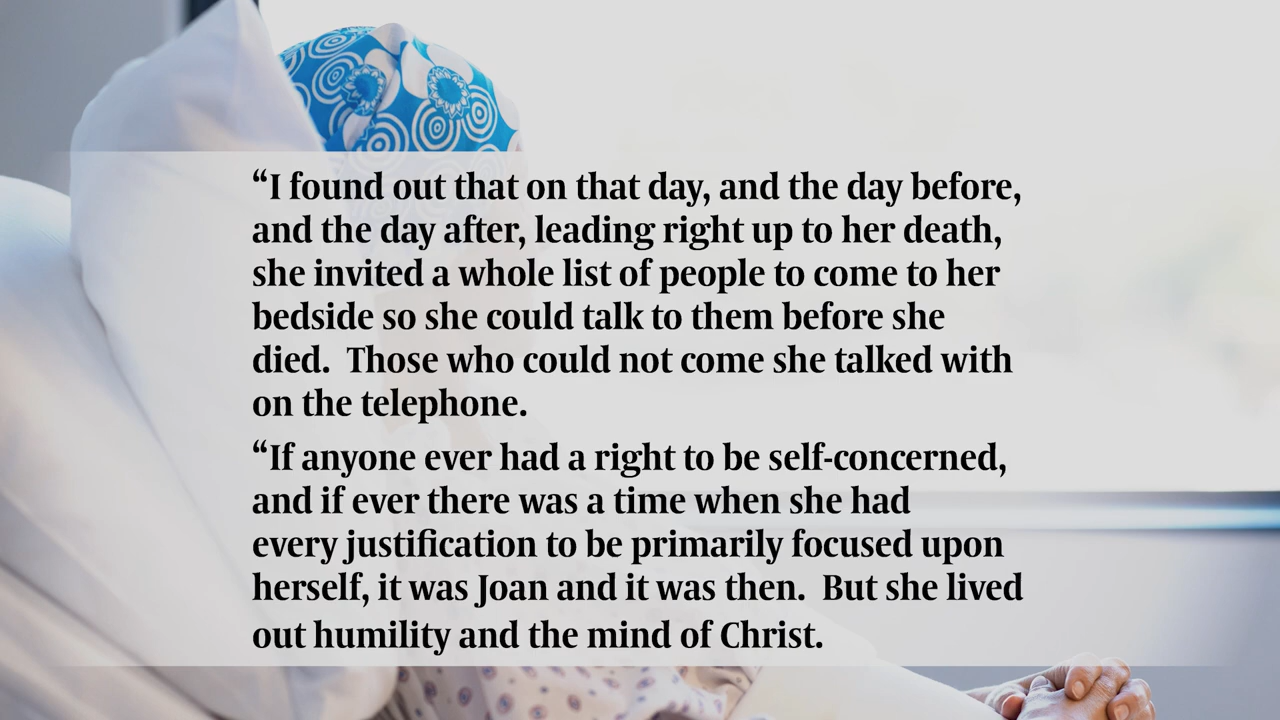 “I found out that on that day, and the day before,
and the day after, leading right up to her death,
she invited a whole list of people to come to her
bedside so she could talk to them before she
died.  Those who could not come she talked with
on the telephone.
“If anyone ever had a right to be self-concerned,
and if ever there was a time when she had
every justification to be primarily focused upon
herself, it was Joan and it was then.  But she lived
out humility and the mind of Christ.